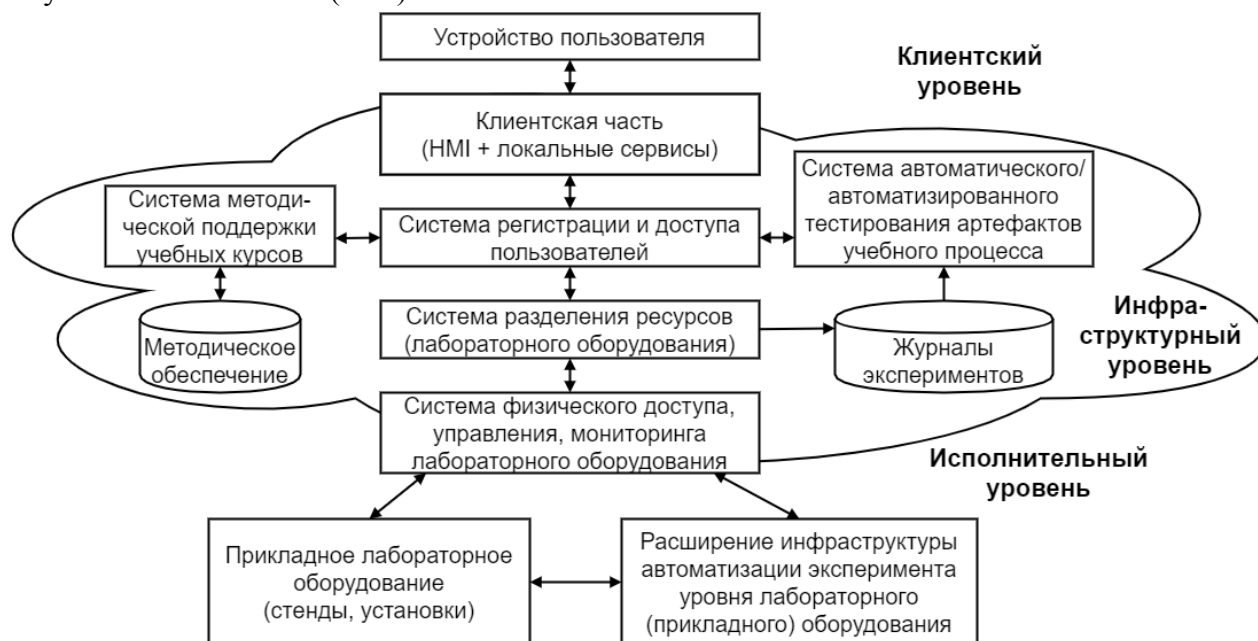 Устройство пользователя
Клиентский
уровень
Клиентская часть
(HMI + локальные сервисы)
Система методи-
ческой поддержки
учебных курсов
Система регистрации и доступа
пользователей
Система автоматического/
автоматизированного
тестирования артефактов
учебного процесса
Методическое
обеспечение
Система разделения ресурсов
(лабораторного оборудования)
Журналы
экспериментов
Инфра-
структурный
уровень
Система физического доступа,
управления, мониторинга
лабораторного оборудования
Исполнительный
уровень
Прикладное лабораторное
оборудование
(стенды, установки)
Расширение инфраструктуры
автоматизации эксперимента
уровня лабораторного
(прикладного) оборудования